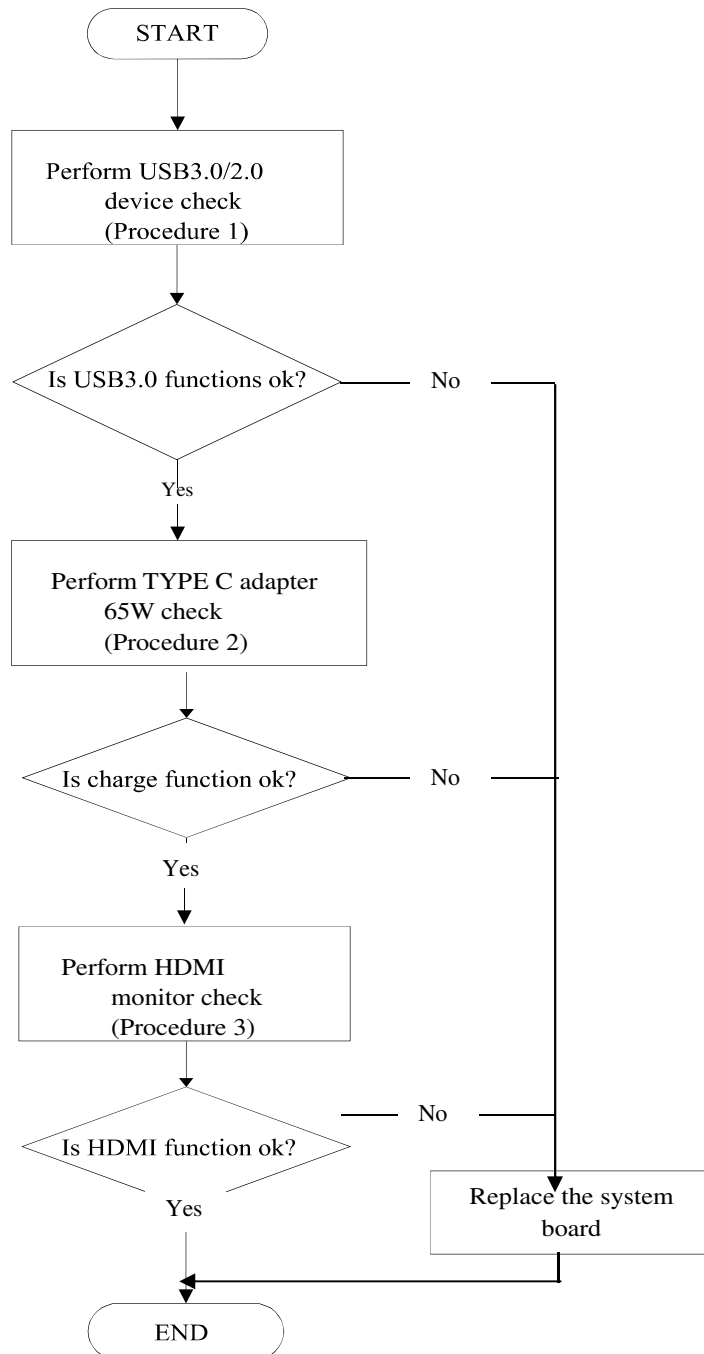 START
Perform USB3.0/2.0
device check
(Procedure 1)
Is USB3.0 functions ok?
No
Yes
Perform TYPE C adapter
65W check
(Procedure 2)
Is charge function ok?
No
Yes
Perform HDMI
monitor check
(Procedure 3)
No
Is HDMI function ok?
Replace the system
board
Yes
END